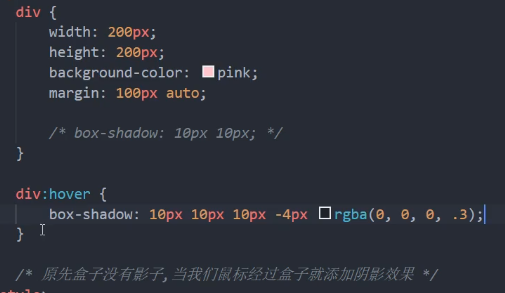 div {
width: 200px;
height: 200px;
background-color: pink;
margin: 100px auto;
/* box-shadow: 10px 10px; */
}
div:hover {
box-shadow: 10px 10px 10px -4px rgba(0, 0, 0, .3);
}
/* 原先盒子没有影子,当我们鼠标经过盒子就添加阴影效果 */